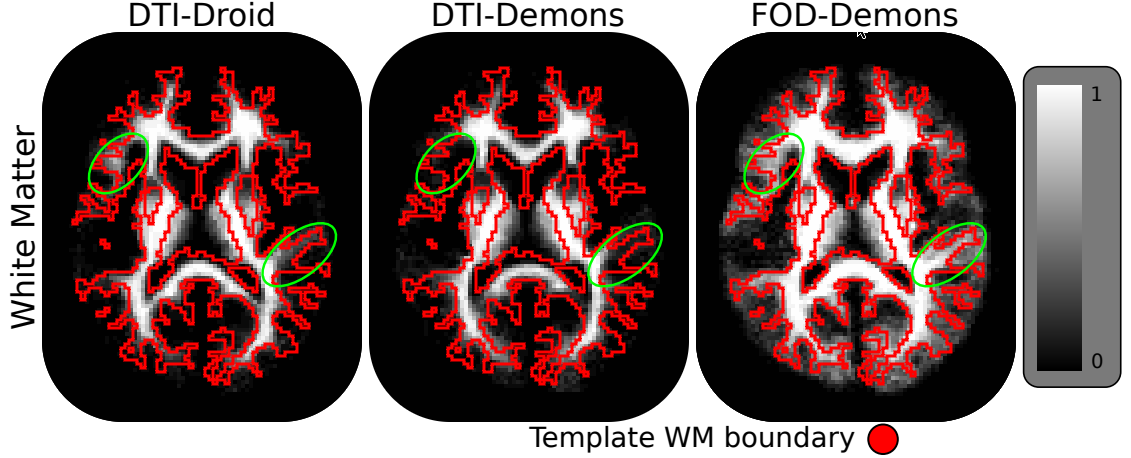 DTI-Droid DTI-Demons FOD-Demons
White Matter
1
0
Template WM boundary